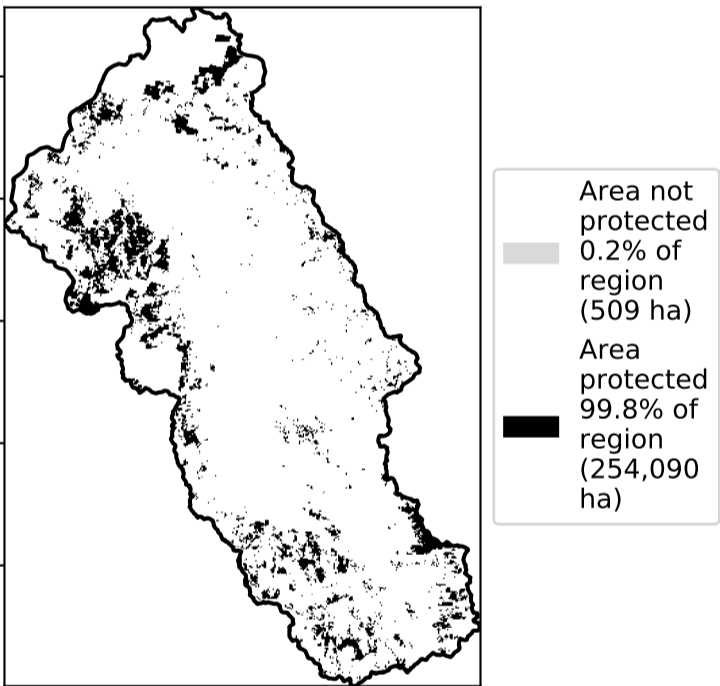 Area not
protected
0.2% of
region
(509 ha)
Area
protected
99.8% of
region
(254,090
ha)